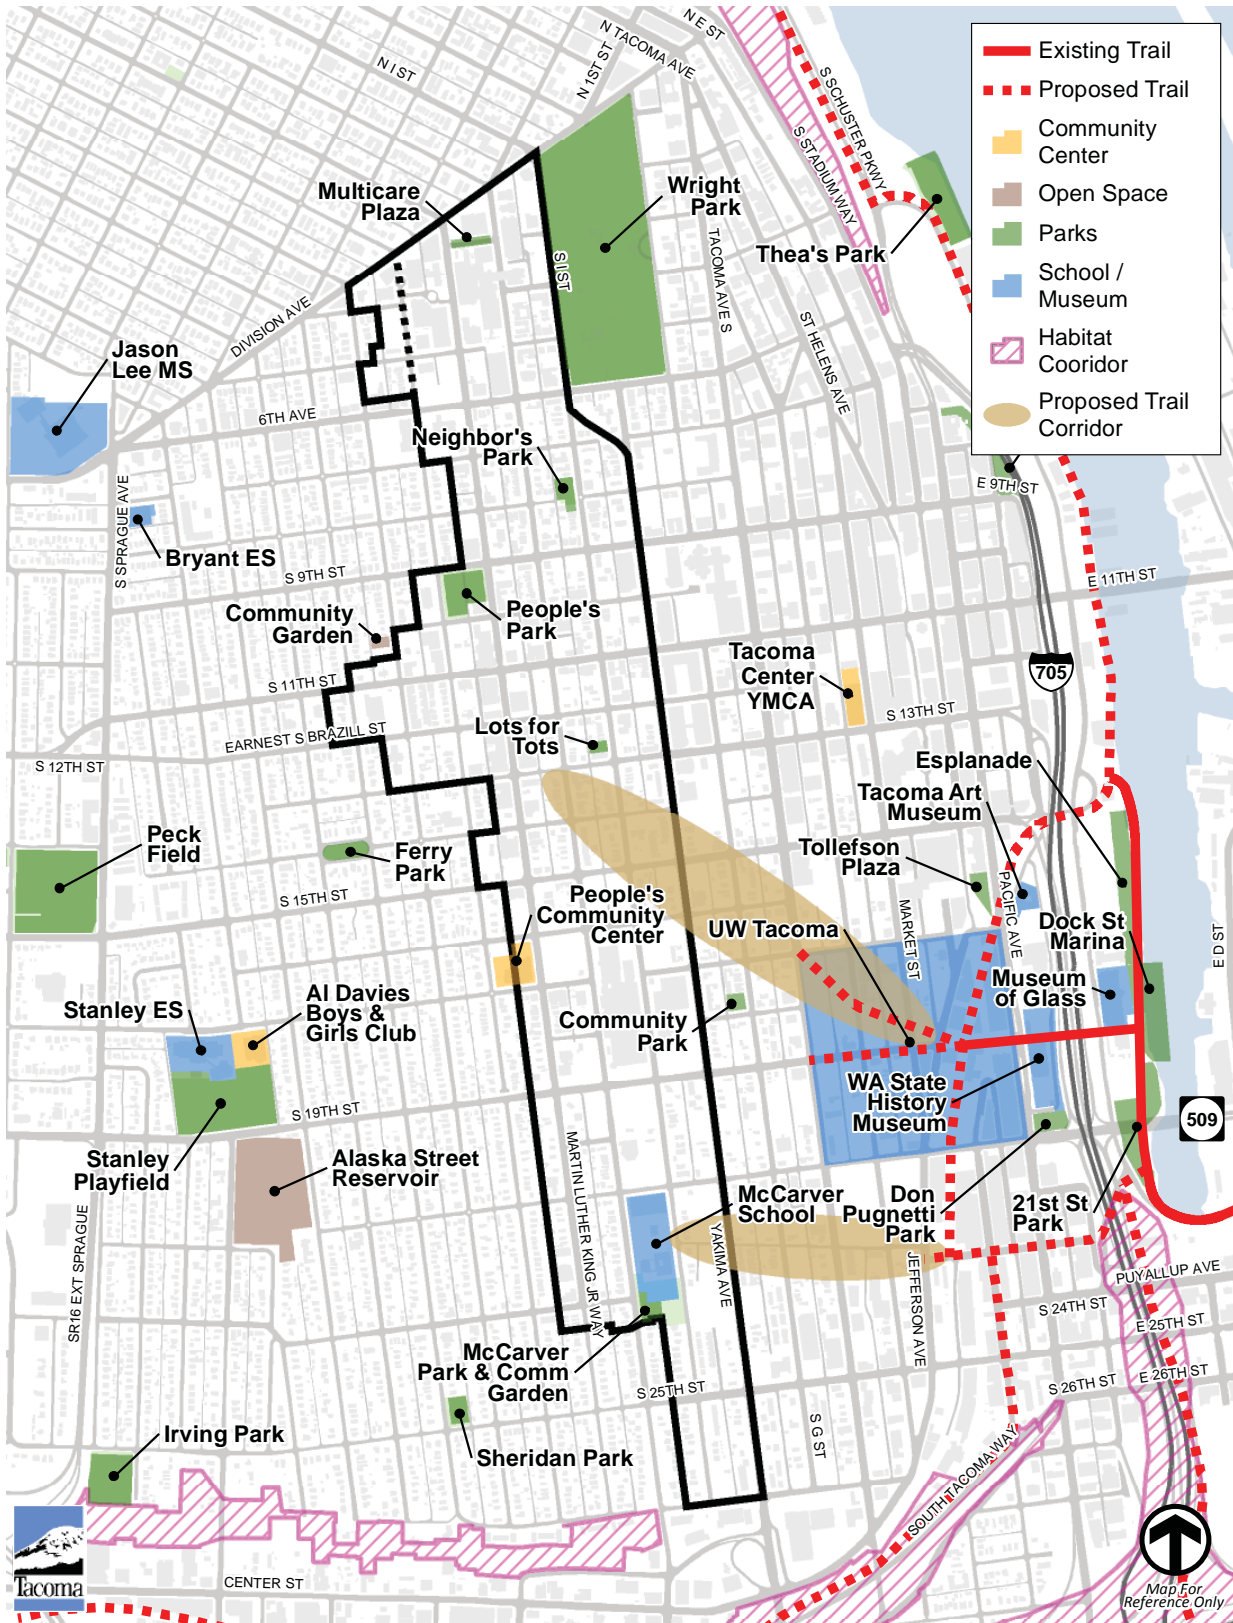 N I ST
N 1ST ST
N TACOMA AVE
N E ST
S SCHUSTER PKWY
S STADIUM WAY
Existing Trail
Proposed Trail
Community
Center
Open Space
Parks
School /
Museum
Habitat
Cooridor
Proposed Trail
Corridor
Multicare
Plaza
Wright
Park
Thea's Park
S I ST
TACOMA AVE S
ST HELENS AVE
DIVISION AVE
Jason
Lee MS
6TH AVE
Neighbor's
Park
E 9TH ST
S SPRAGUE AVE
Bryant ES
S 9TH ST
E 11TH ST
Community
Garden
People's
Park
Tacoma
Center
YMCA
705
S 11TH ST
S 13TH ST
EARNEST S BRAZILL ST
Lots for
Tots
S 12TH ST
Esplanade
Tacoma Art
Museum
Peck
Field
Ferry
Park
Tollefson
Plaza
S 15TH ST
People's
Community
Center
PACIFIC AVE
MARKET ST
UW Tacoma
Dock St
Marina
E D ST
Museum
of Glass
Stanley ES
Al Davies
Boys &
Girls Club
Community
Park
WA State
History
Museum
S 19TH ST
509
MARTIN LUTHER KING JR WAY
Stanley
Playfield
Alaska Street
Reservoir
McCarver
School
Don
Pugnetti
Park
21st St
Park
YAKIMA AVE
JEFFERSON AVE
SR16 EXT SPRAGUE
PUYALLUP AVE
S 24TH ST
E 25TH ST
McCarver
Park & Comm
Garden
S 25TH ST
S 26TH ST
E 26TH ST
S G ST
Irving Park
Sheridan Park
SOUTH TACOMA WAY
Tacoma
CENTER ST
Map For
Reference Only